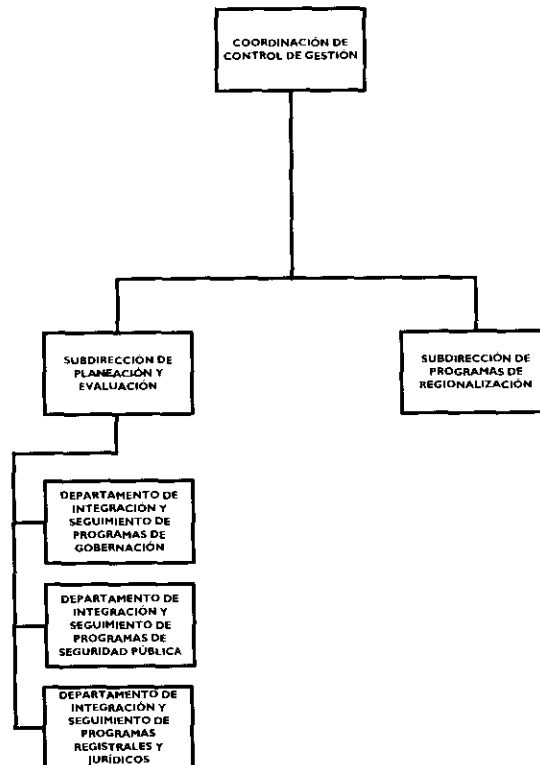 COORDINACIÓN DE
CONTROL DE GESTIÓN
SUBDIRECCIÓN DE
PLANEACIÓN Y
EVALUACIÓN
SUBDIRECCIÓN DE
PROGRAMAS DE
REGIONALIZACIÓN
DEPARTAMENTO DE
INTEGRACIÓN Y
SEGUIMIENTO DE
PROGRAMAS DE
GOBERNACIÓN
DEPARTAMENTO DE
INTEGRACIÓN Y
SEGUIMIENTO DE
PROGRAMAS DE
SEGURIDAD PÚBLICA
DEPARTAMENTO DE
INTEGRACIÓN Y
SEGUIMIENTO DE
PROGRAMAS
REGISTRALES Y
JURÍDICOS